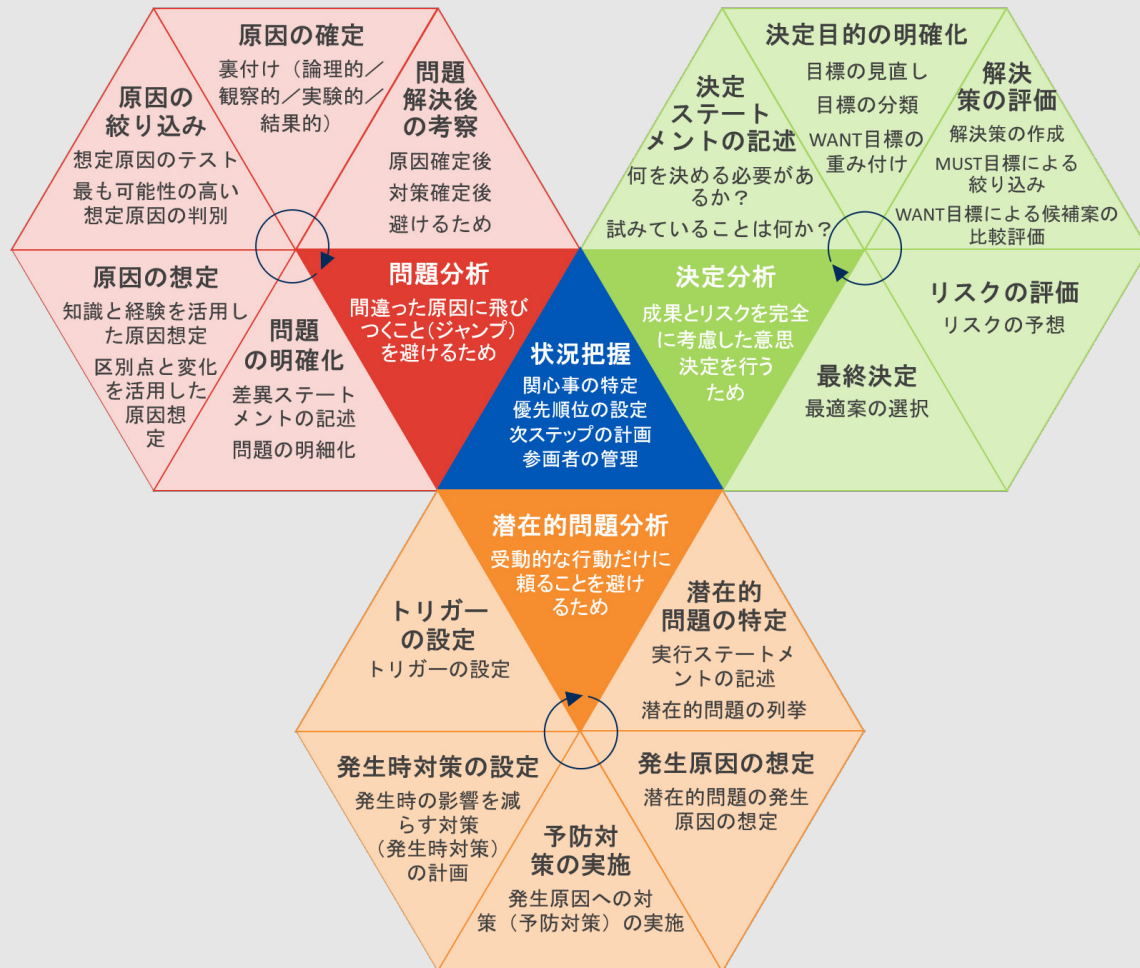 原因の確定
裏付け（論理的／
観察的／実験的／
結果的）
問題
解決後
の考察
原因確定後
対策確定後
避けるため
原因の
絞り込み
想定原因のテスト
最も可能性の高い
想定原因の判別
原因の想定
知識と経験を活用し
た原因想定
区別点と変化
を活用した
原因想
定
問題
の明確化
差異ステート
メントの記述
問題の明細化
問題分析
間違った原因に飛び
つくこと（ジャンプ）
を避けるため
状況把握
関心事の特定
優先順位の設定
次ステップの計画
参画者の管理
決定分析
成果とリスクを完全
に考慮した意思
決定を行う
ため
決定
ステート
メントの記述
何を決める必要があ
るか？
試みていることは何か？
決定目的の明確化
目標の見直し
目標の分類
WANT目標の
重み付け
解決
策の評価
解決策の作成
MUST目標による
絞り込み
WANT目標による候補案の
比較評価
リスクの評価
リスクの予想
最終決定
最適案の選択
潜在的問題分析
受動的な行動だけに
頼ることを避け
るため
潜在的
問題の特定
実行ステートメ
ントの記述
潜在的問題の列挙
発生原因の想定
潜在的問題の発生
原因の想定
予防対
策の実施
発生原因への対
策（予防対策）の実施
発生時対策の設定
発生時の影響を減
らす対策
（発生時対策）
の計画
トリガー
の設定
トリガーの設定